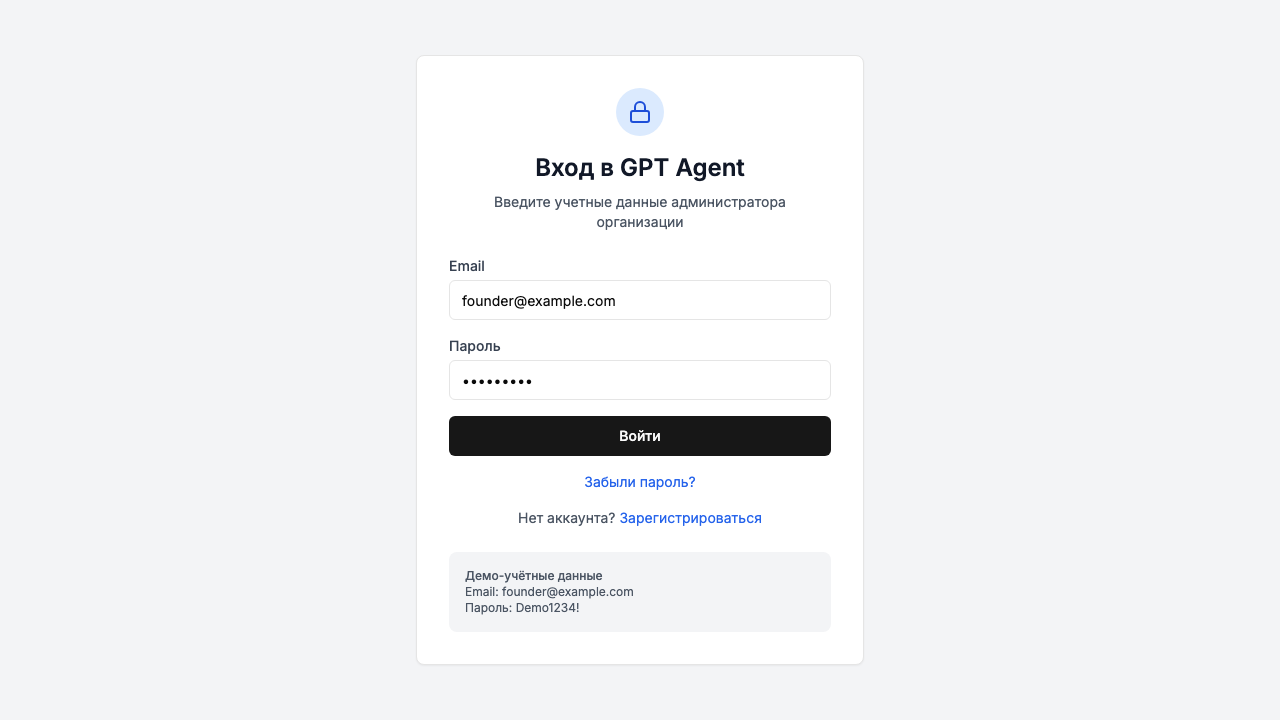 Вход в GPT Agent
Введите учетные данные администратора
организации
Email
founder@example.com
Пароль
•••••••••
Войти
Забыли пароль?
Нет аккаунта? Зарегистрироваться
Демо-учётные данные
Email: founder@example.com
Пароль: Demo1234!